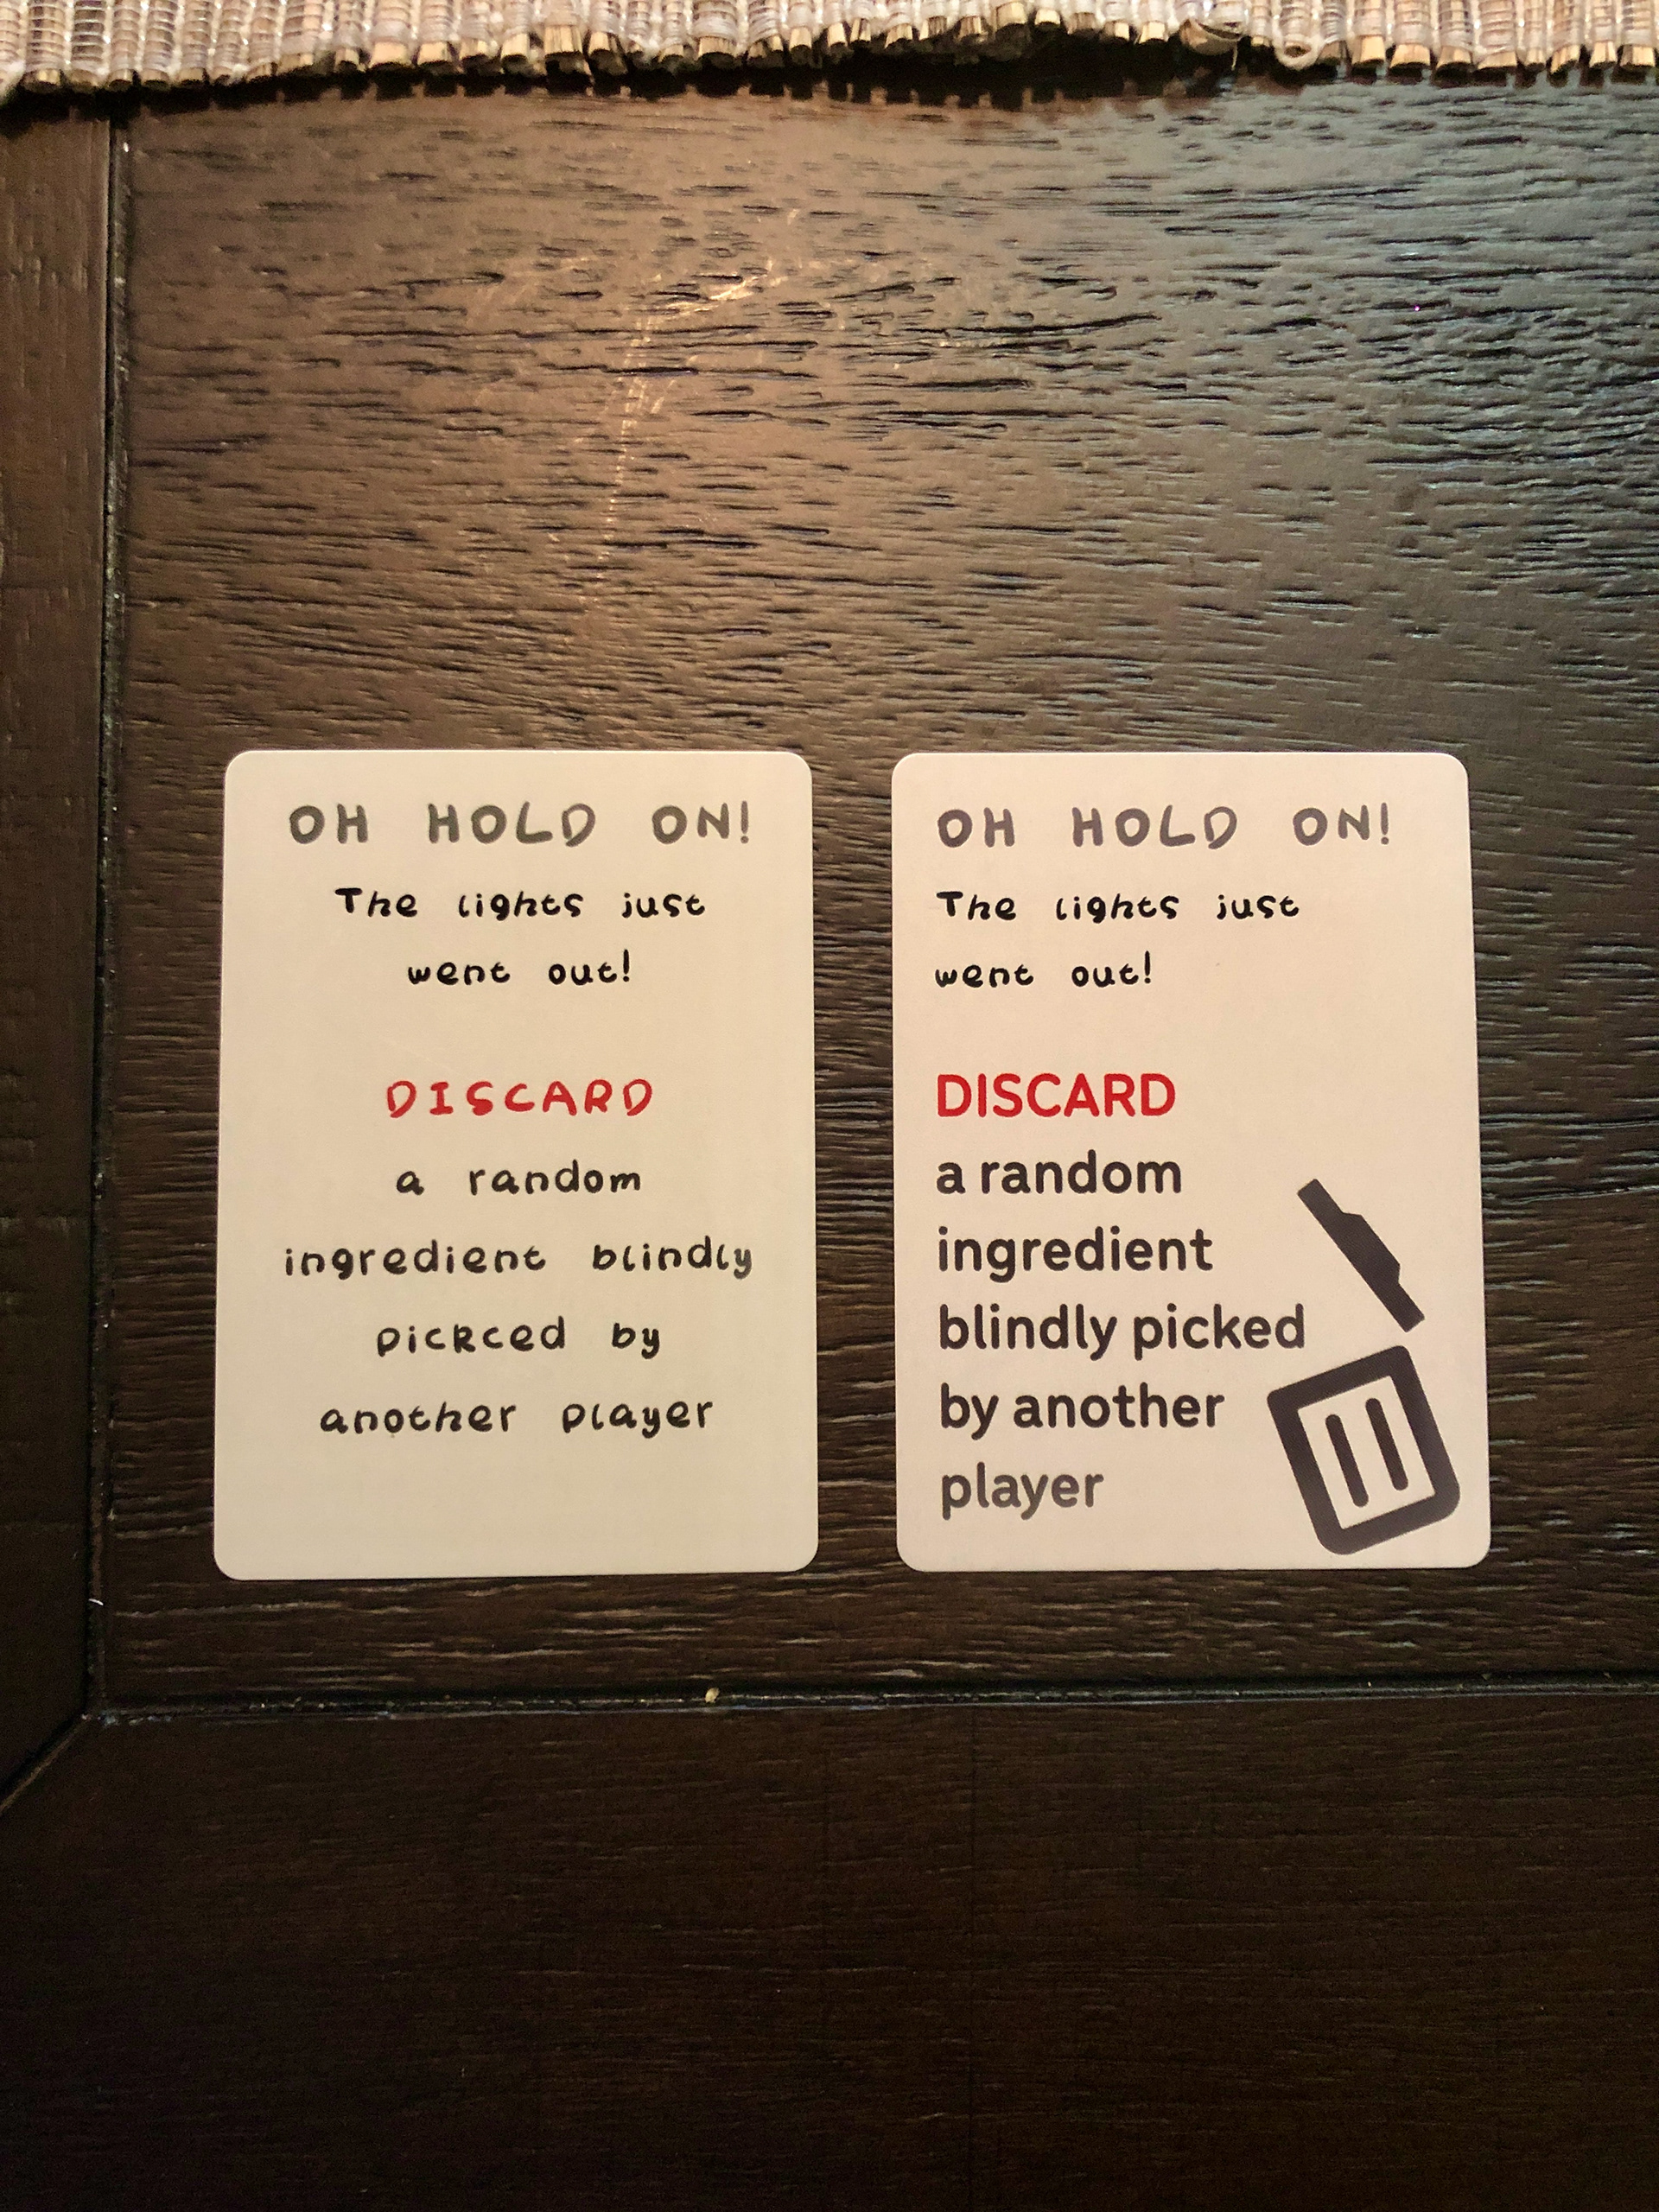 OH HOLD ON!
The lights just
went out!
DISCARD
a random
ingredient blindly
pickced by
another player
OH HOLD ON!
The lights just
went out!
DISCARD
a random
ingredient
blindly picked
by another
player